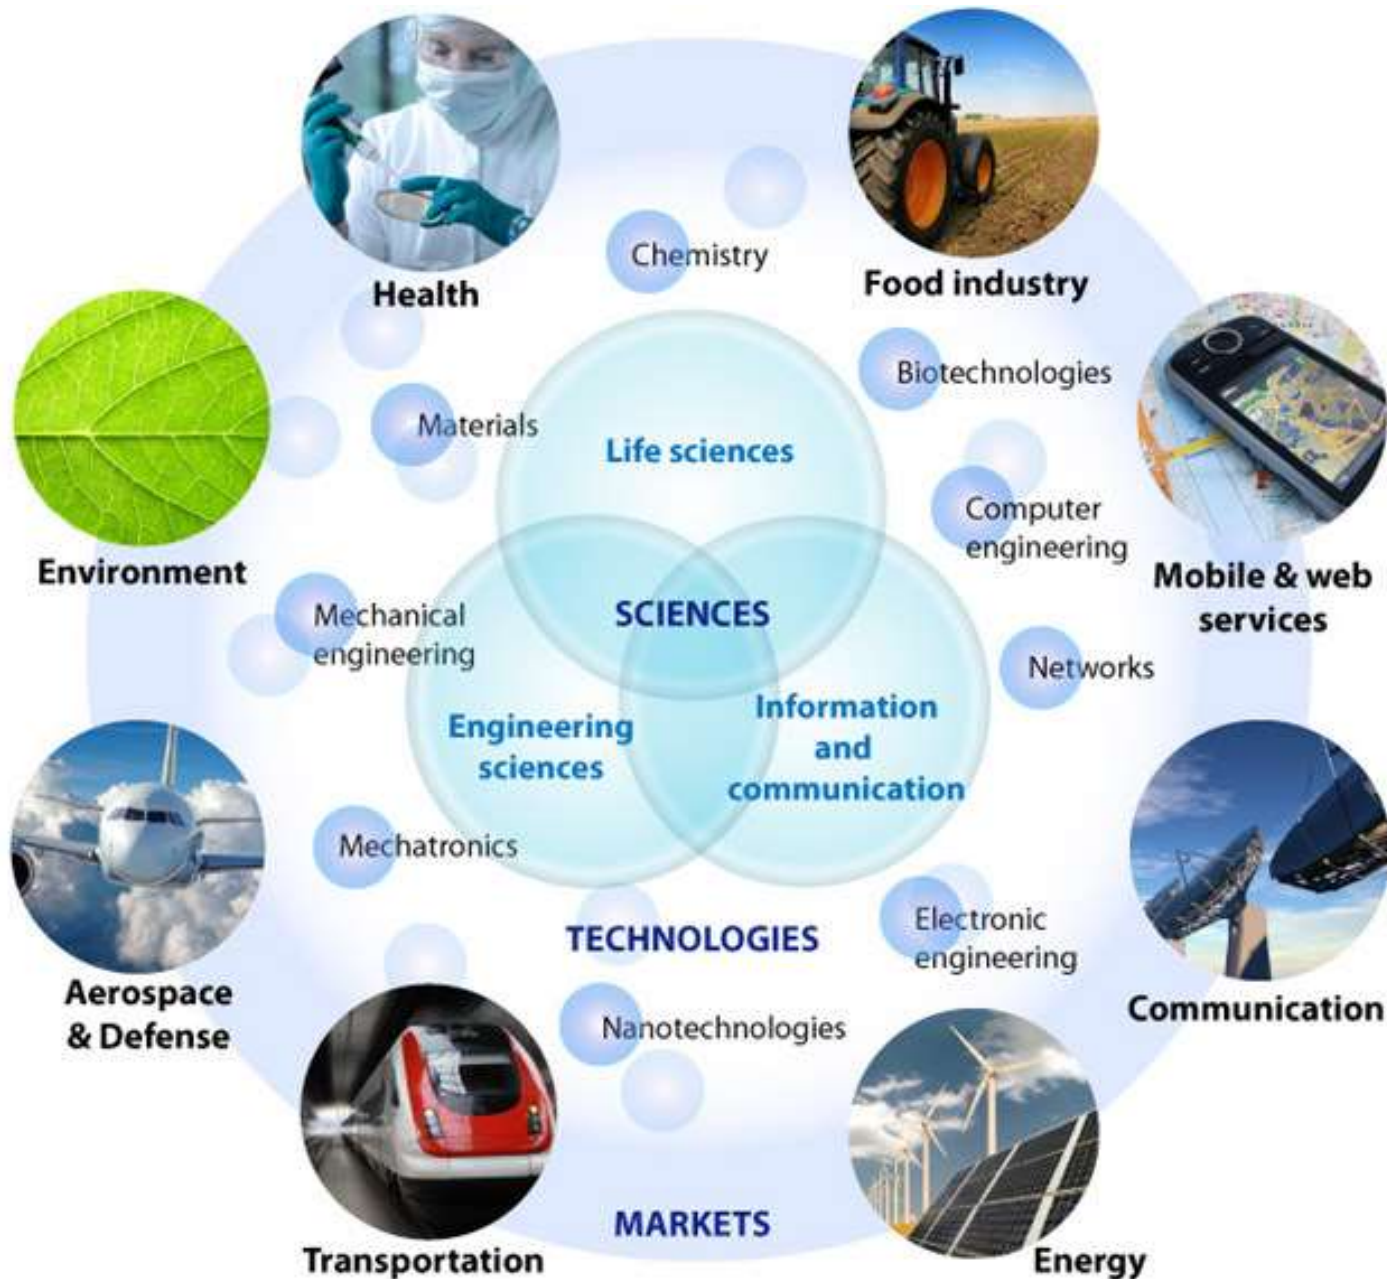 Health
Food industry
Chemistry
Biotechnologies
Materials
Life sciences
Computer
engineering
Environment
Mobile & web
services
Mechanical
engineering
SCIENCES
Networks
Engineering
sciences
Information
and
communication
Mechatronics
TECHNOLOGIES
Electronic
engineering
Aerospace
& Defense
Communication
Nanotechnologies
MARKETS
Transportation
Energy